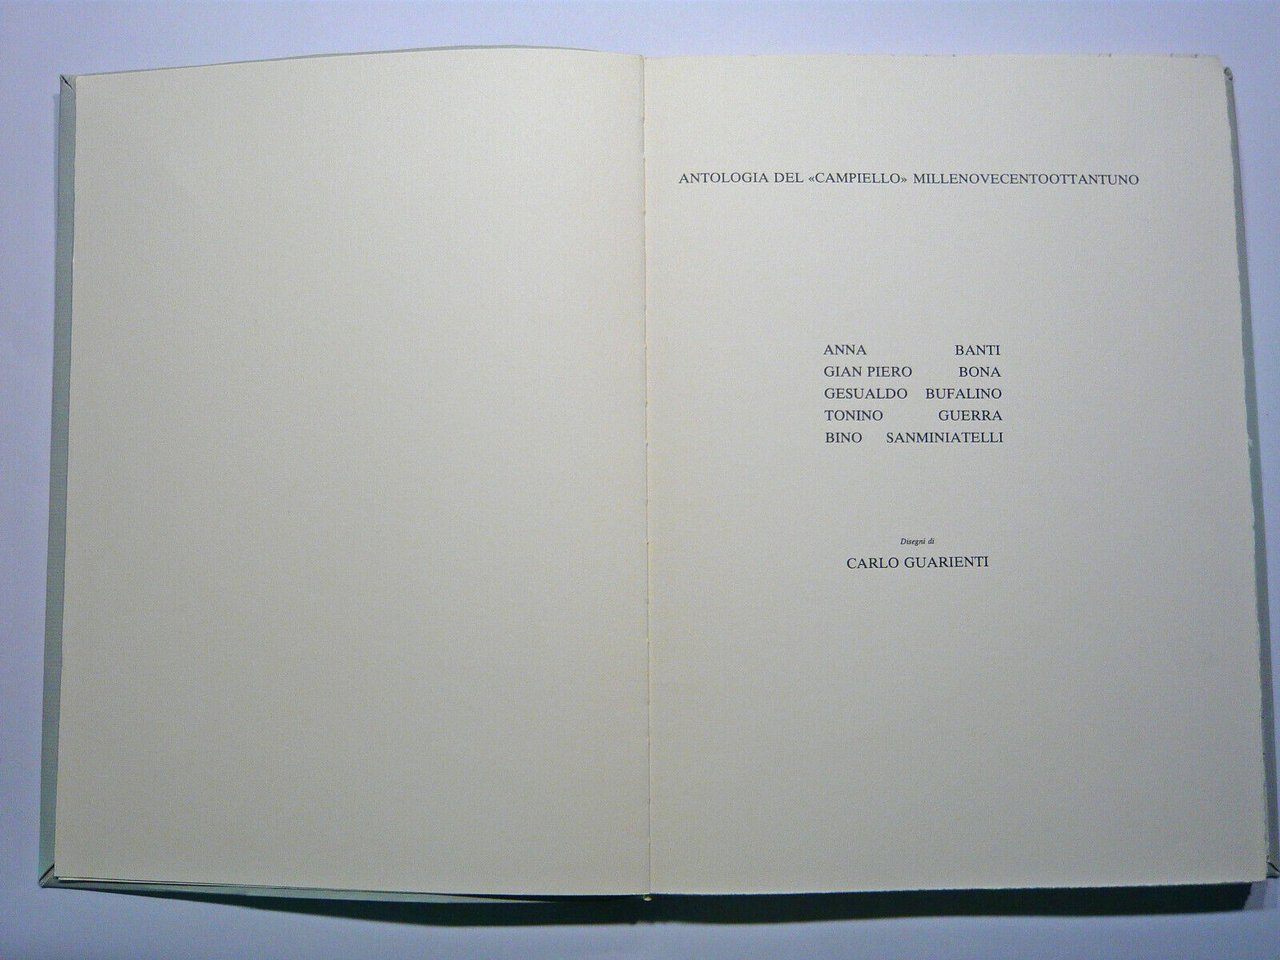 ANTOLOGIA DEL «CAMPIELLO» MILLENOVECENTOOTTANTUNO
ANNA BANTI
GIAN PIERO BONA
GESUALDO BUFALINO
TONINO GUERRA
BINO SANMINIATELLI
Disegni di
CARLO GUARIENTI